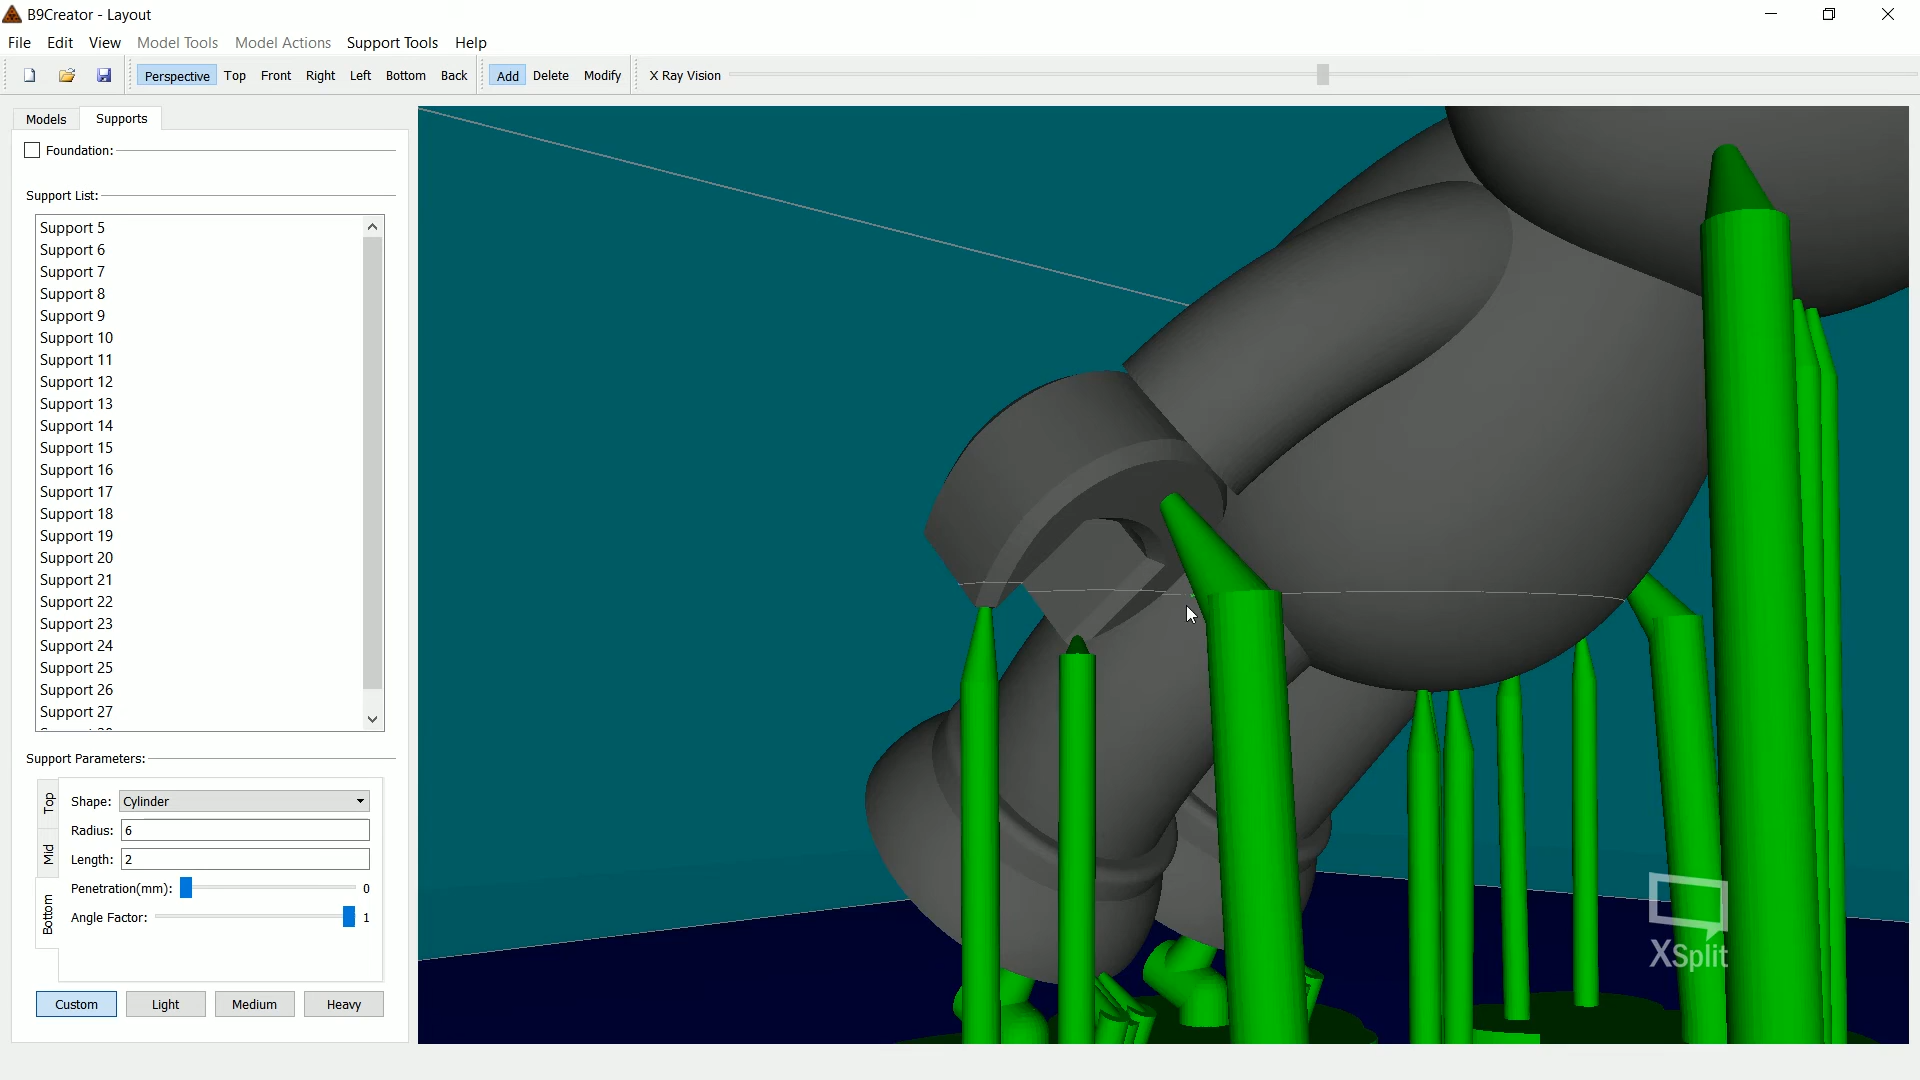 B9Creator - Layout
File Edit View Model Tools Model Actions Support Tools Help
Perspective Top Front Right Left Bottom Back Add Delete Modify X Ray Vision
Models Supports
Foundation:
Support List:
Support 5
Support 6
Support 7
Support 8
Support 9
Support 10
Support 11
Support 12
Support 13
Support 14
Support 15
Support 16
Support 17
Support 18
Support 19
Support 20
Support 21
Support 22
Support 23
Support 24
Support 25
Support 26
Support 27
Support Parameters:
Top
Mid
Bottom
Shape: Cylinder
Radius: 6
Length: 2
Penetration(mm): 0
Angle Factor: 1
Custom Light Medium Heavy
XSplit